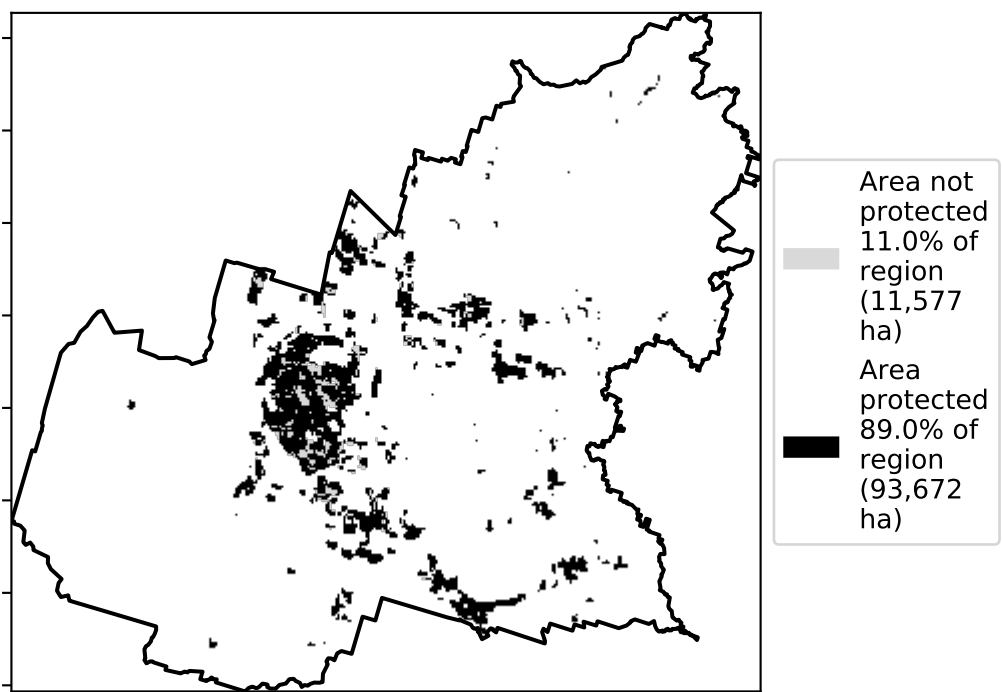 Area not
protected
11.0% of
region
(11,577
ha)
Area
protected
89.0% of
region
(93,672
ha)